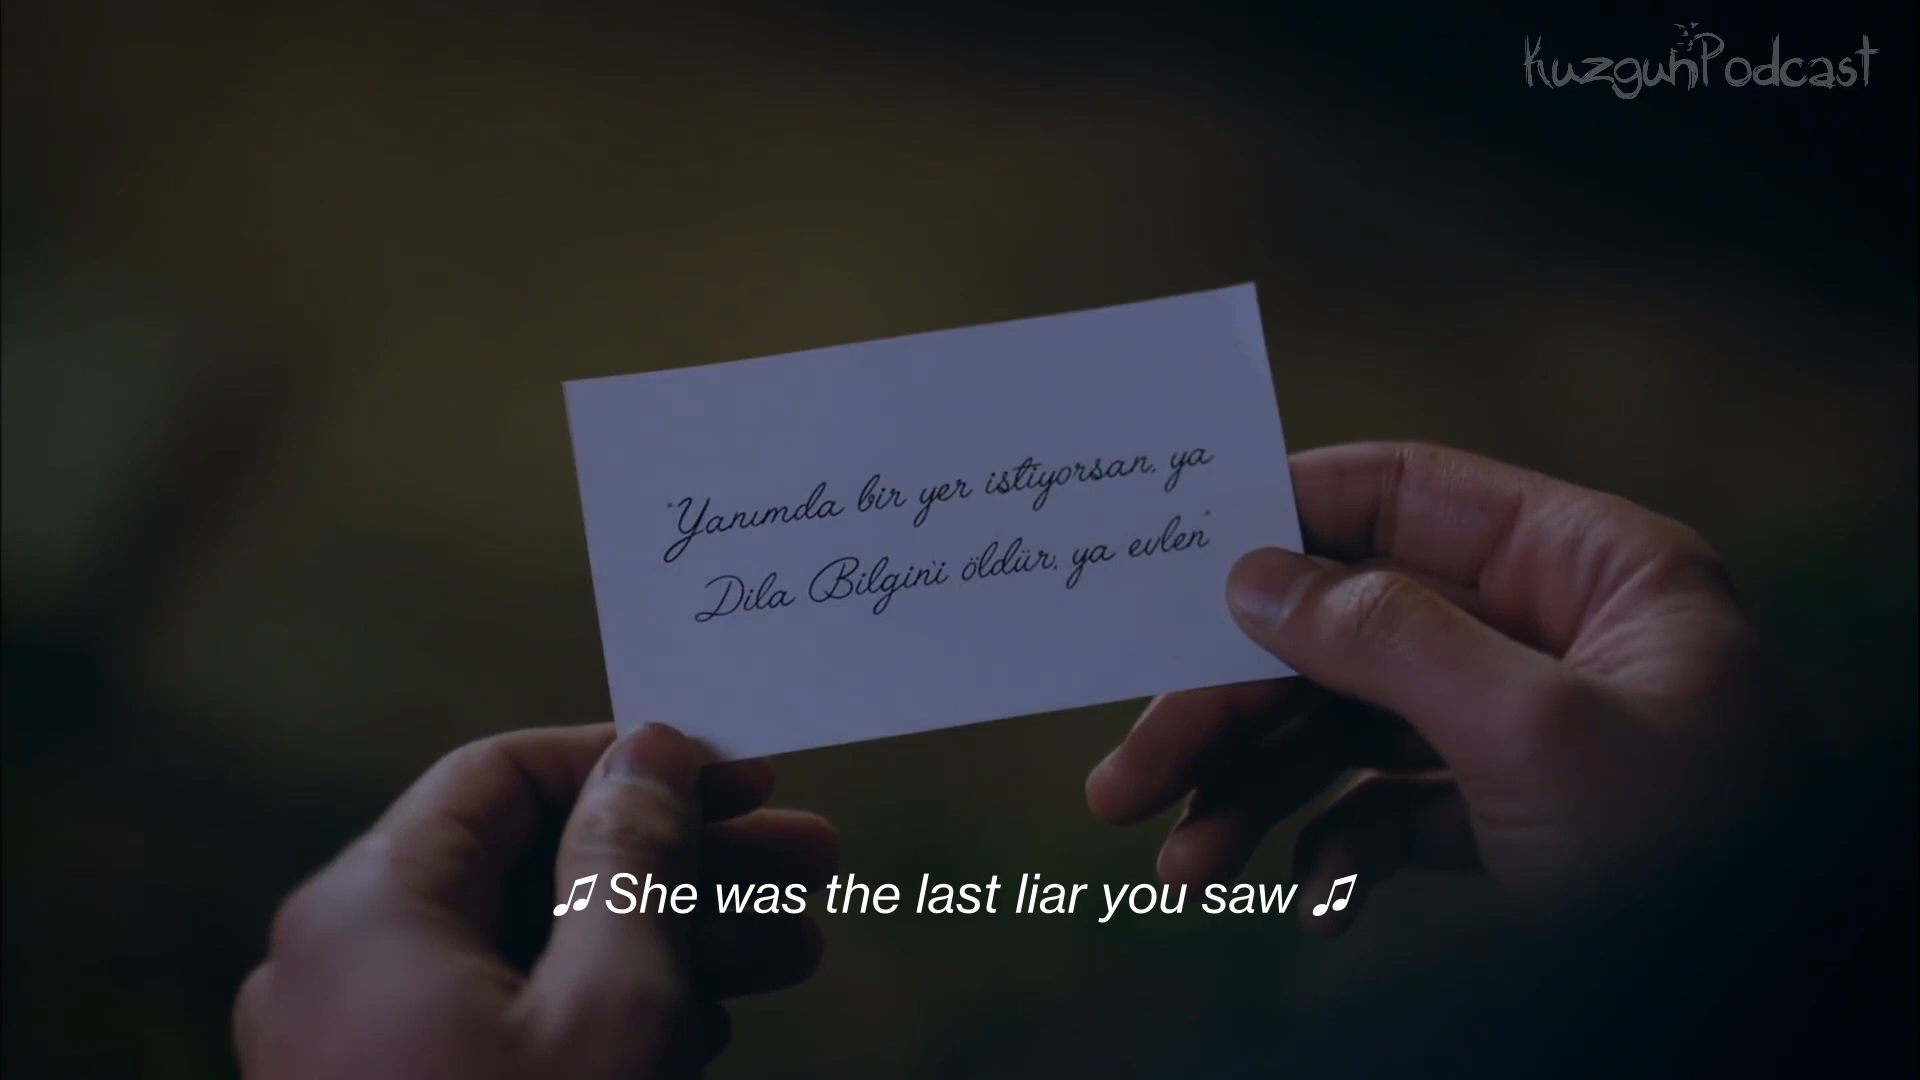 KuzgunPodcast
"Yanımda bir yer istiyorsan, ya
Dila Bilgin'i öldür, ya evlen"
♫ She was the last liar you saw ♫